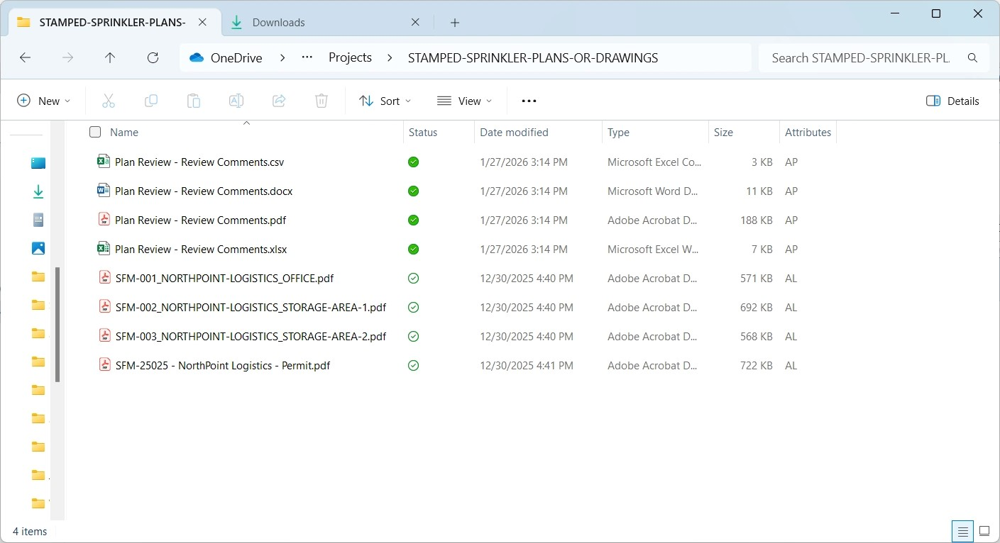 STAMPED-SPRINKLER-PLANS-
Downloads
OneDrive > ... Projects > STAMPED-SPRINKLER-PLANS-OR-DRAWINGS
Search STAMPED-SPRINKLER-PL.
New Sort View ... Details
Name Status Date modified Type Size Attributes
Plan Review - Review Comments.csv 1/27/2026 3:14 PM Microsoft Excel Co... 3 KB AP
Plan Review - Review Comments.docx 1/27/2026 3:14 PM Microsoft Word D... 11 KB AP
Plan Review - Review Comments.pdf 1/27/2026 3:14 PM Adobe Acrobat D... 188 KB AP
Plan Review - Review Comments.xlsx 1/27/2026 3:14 PM Microsoft Excel W... 7 KB AP
SFM-001_NORTHPOINT-LOGISTICS_OFFICE.pdf 12/30/2025 4:40 PM Adobe Acrobat D... 571 KB AL
SFM-002_NORTHPOINT-LOGISTICS_STORAGE-AREA-1.pdf 12/30/2025 4:40 PM Adobe Acrobat D... 692 KB AL
SFM-003_NORTHPOINT-LOGISTICS_STORAGE-AREA-2.pdf 12/30/2025 4:40 PM Adobe Acrobat D... 568 KB AL
SFM-25025 - NorthPoint Logistics - Permit.pdf 12/30/2025 4:41 PM Adobe Acrobat D... 722 KB AL
4 items